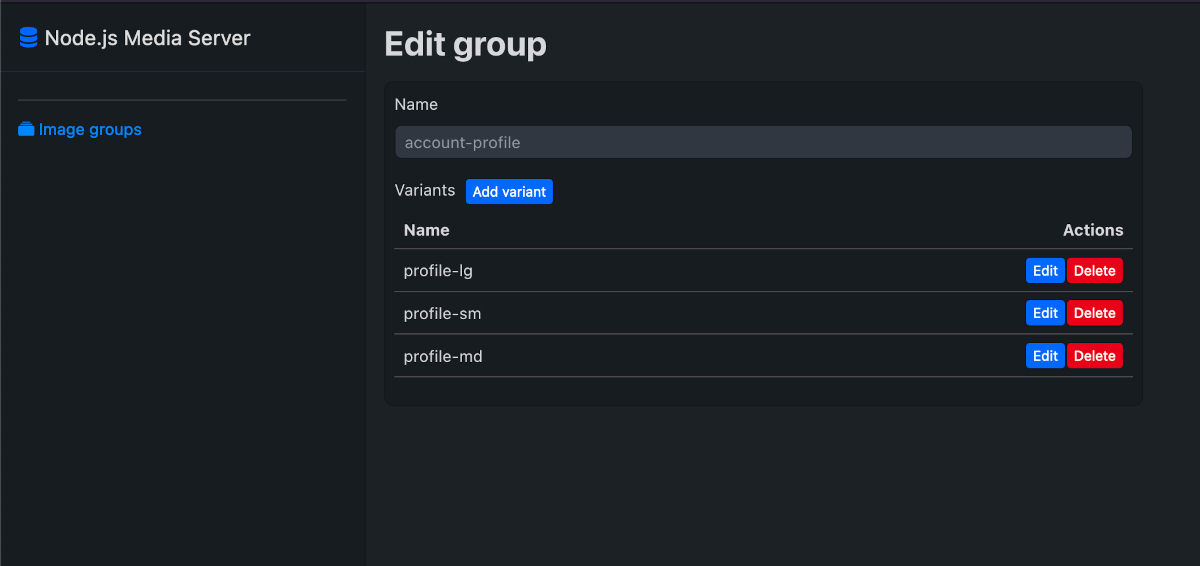 Node.js Media Server
Image groups
Edit group
Name
account-profile
Variants Add variant
Name Actions
profile-lg Edit Delete
profile-sm Edit Delete
profile-md Edit Delete